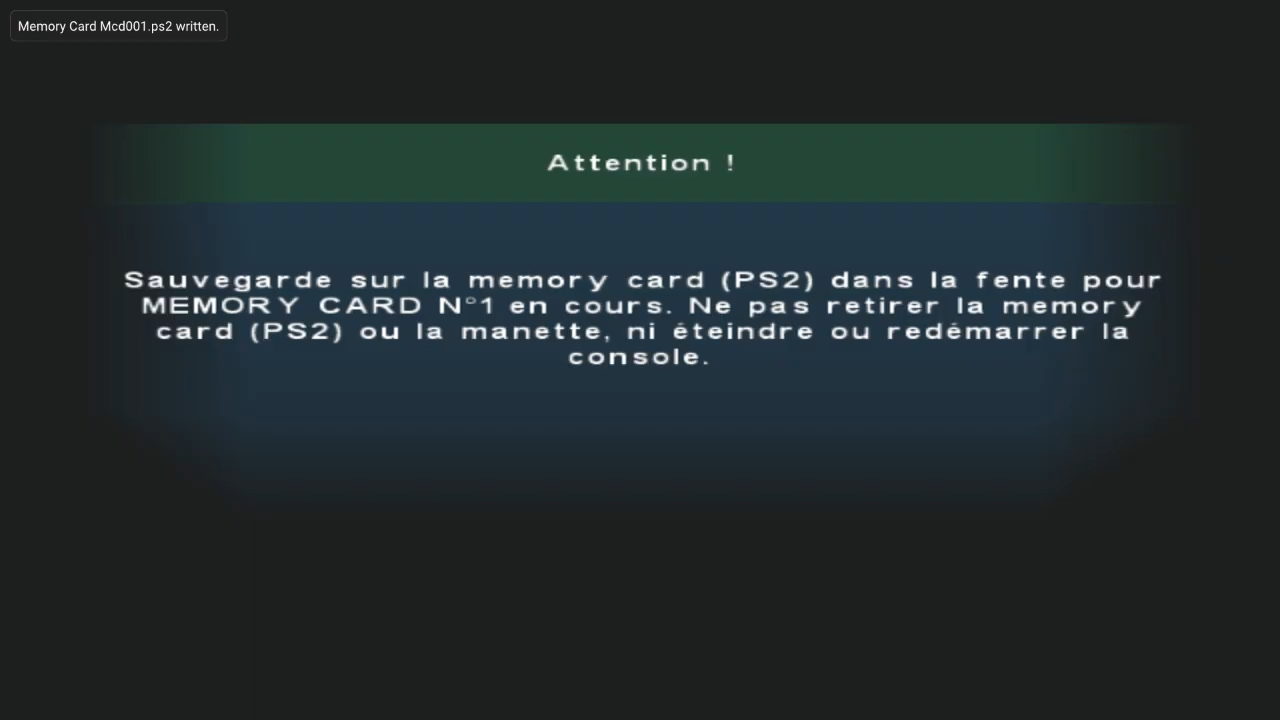 Memory Card Mcd001.ps2 written.
Attention !
Sauvegarde sur la memory card (PS2) dans la fente pour
MEMORY CARD N°1 en cours. Ne pas retirer la memory
card (PS2) ou la manette, ni éteindre ou redémarrer la
console.